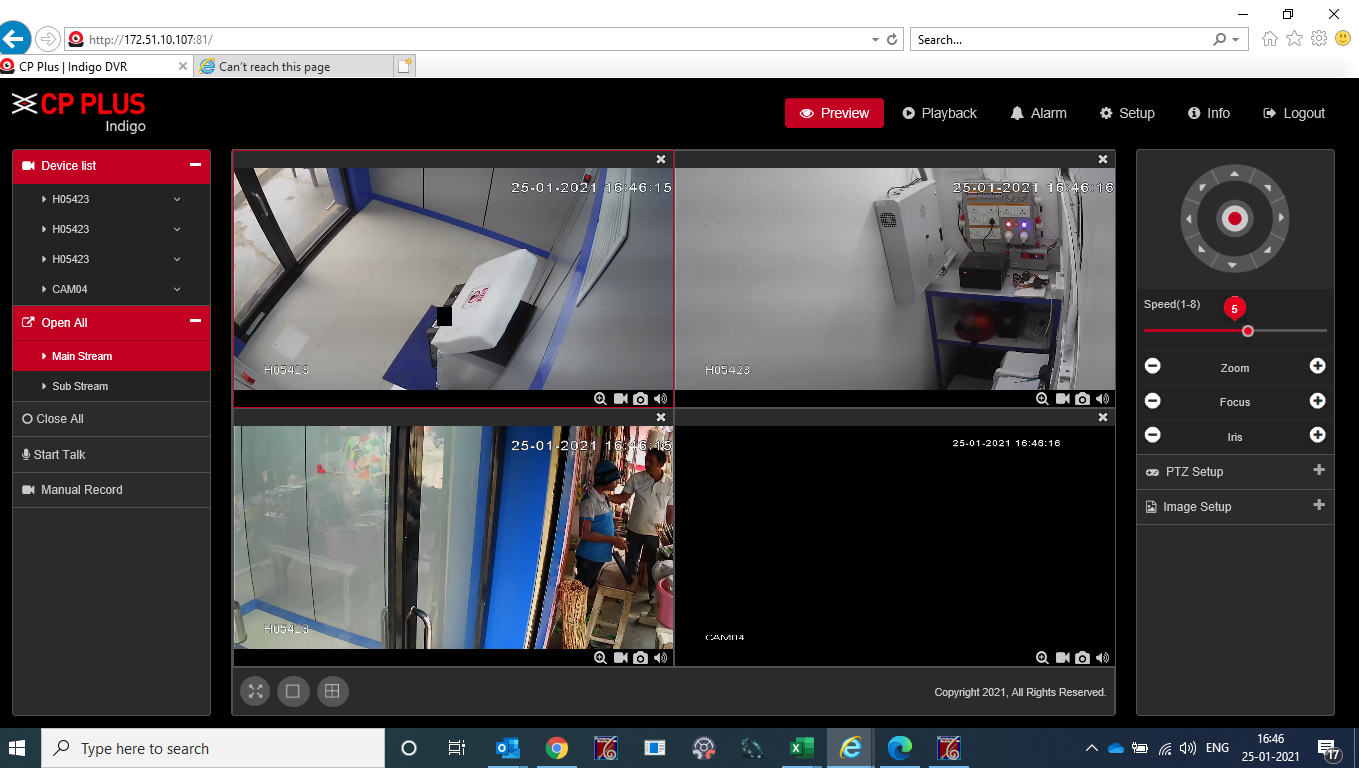 http://172.51.10.107:81/
Search...
CP Plus | Indigo DVR
Can't reach this page
CP PLUS
Indigo
Preview
Playback
Alarm
Setup
Info
Logout
Device list
H05423
H05423
H05423
CAM04
Open All
Main Stream
Sub Stream
Close All
Start Talk
Manual Record
25-01-2021 16:46:15
H05423
25-01-2021 16:46:16
H05423
25-01-2021 16:46:15
H05423
25-01-2021 16:46:16
CAM04
Speed(1-8)
5
Zoom
Focus
Iris
PTZ Setup
Image Setup
Copyright 2021, All Rights Reserved.
Type here to search
ENG
16:46
25-01-2021
17